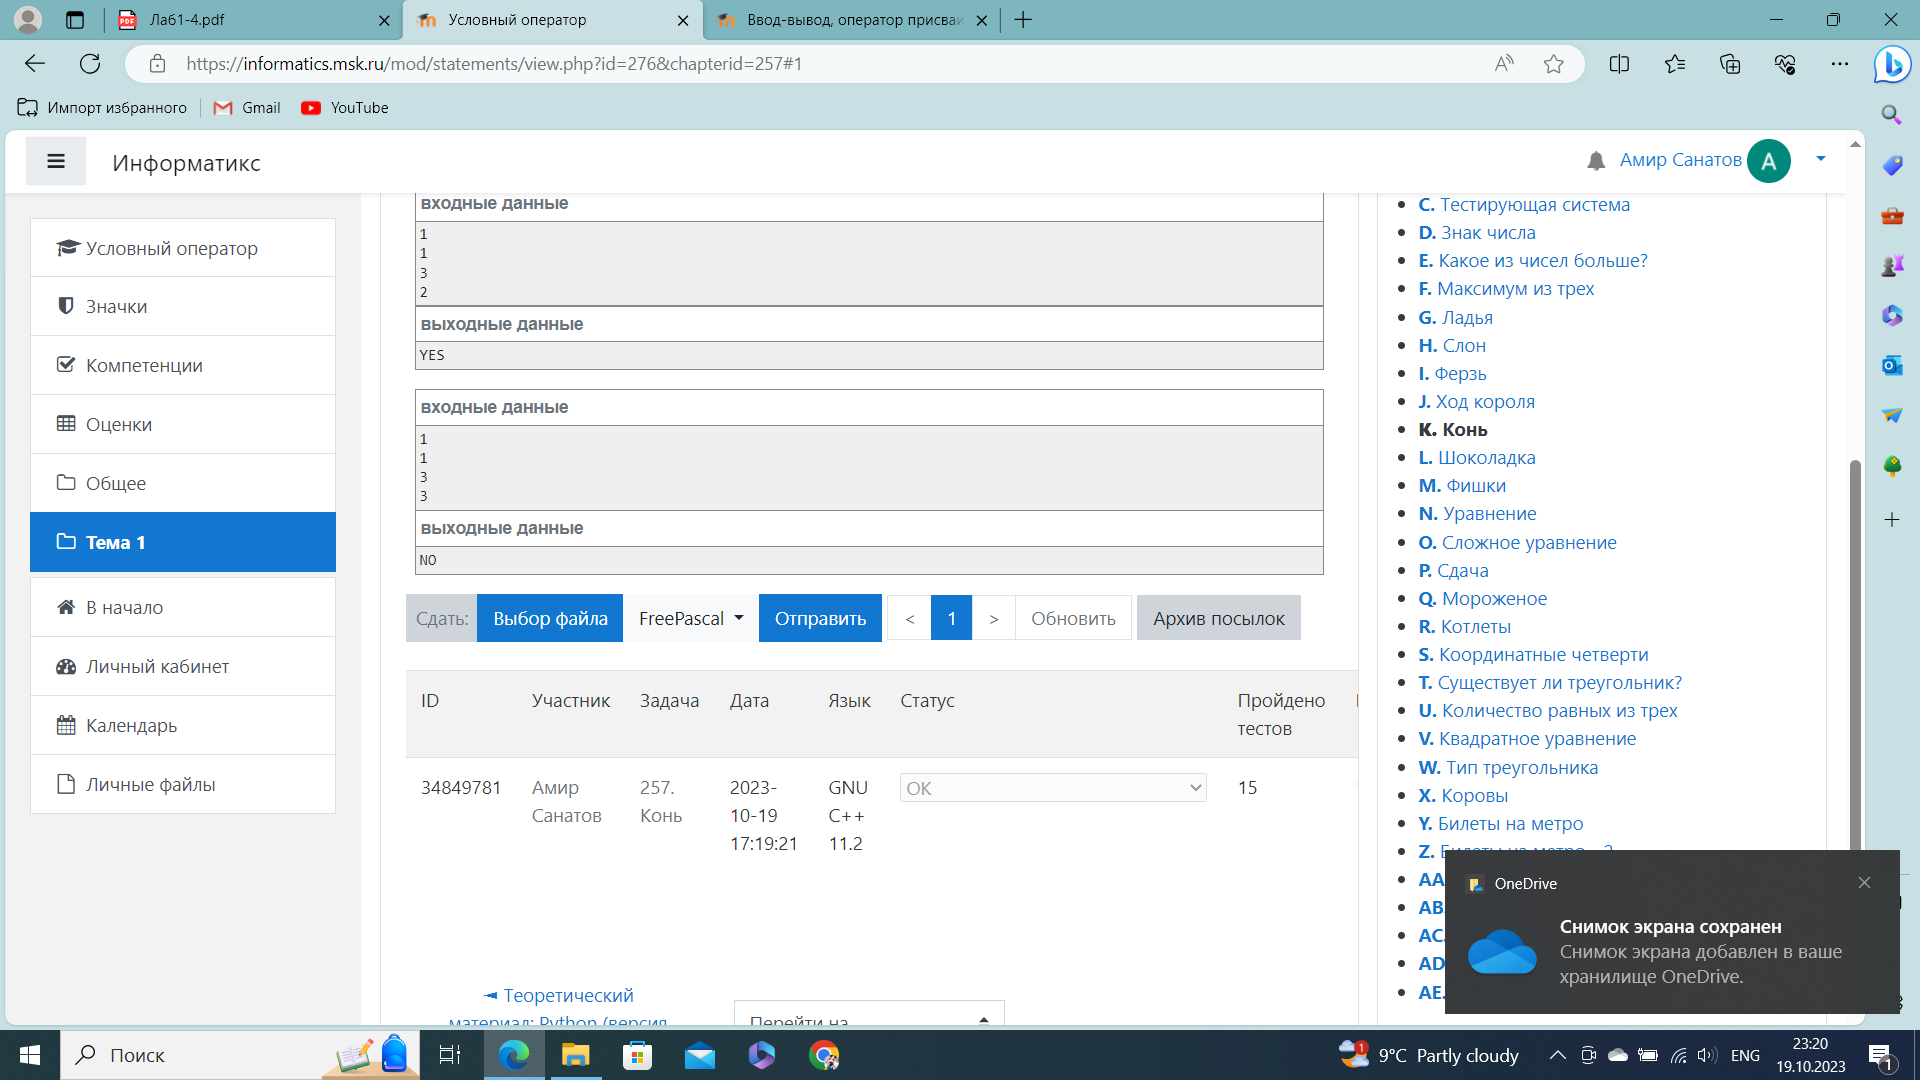 Ла61-4.pdf
Условный оператор
Ввод-вывод, оператор присваи
https://informatics.msk.ru/mod/statements/view.php?id=276&chapterid=257#1
Импорт избранного
Gmail
YouTube
Информатикс
Амир Санатов
A
Условный оператор
Значки
Компетенции
Оценки
Общее
Тема 1
В начало
Личный кабинет
Календарь
Личные файлы
входные данные
1
1
3
2
выходные данные
YES
входные данные
1
1
3
3
выходные данные
NO
Сдать: Выбор файла FreePascal Отправить < 1 > Обновить Архив посылок
ID Участник Задача Дата Язык Статус Пройдено
тестов
34849781 Амир 257. 2023- GNU OK 15
Санатов Конь 10-19 C++
17:19:21 11.2
◄ Теоретический
материал: Python (версия
Перейти на
C. Тестирующая система
D. Знак числа
E. Какое из чисел больше?
F. Максимум из трех
G. Ладья
H. Слон
I. Ферзь
J. Ход короля
K. Конь
L. Шоколадка
M. Фишки
N. Уравнение
O. Сложное уравнение
P. Сдача
Q. Мороженое
R. Котлеты
S. Координатные четверти
T. Существует ли треугольник?
U. Количество равных из трех
V. Квадратное уравнение
W. Тип треугольника
X. Коровы
Y. Билеты на метро
Z. Билеты на метро - 2
AA
AB
AC.
AD
AE.
OneDrive
Снимок экрана сохранен
Снимок экрана добавлен в ваше
хранилище OneDrive.
Поиск
1
9°C Partly cloudy
ENG
23:20
19.10.2023
1